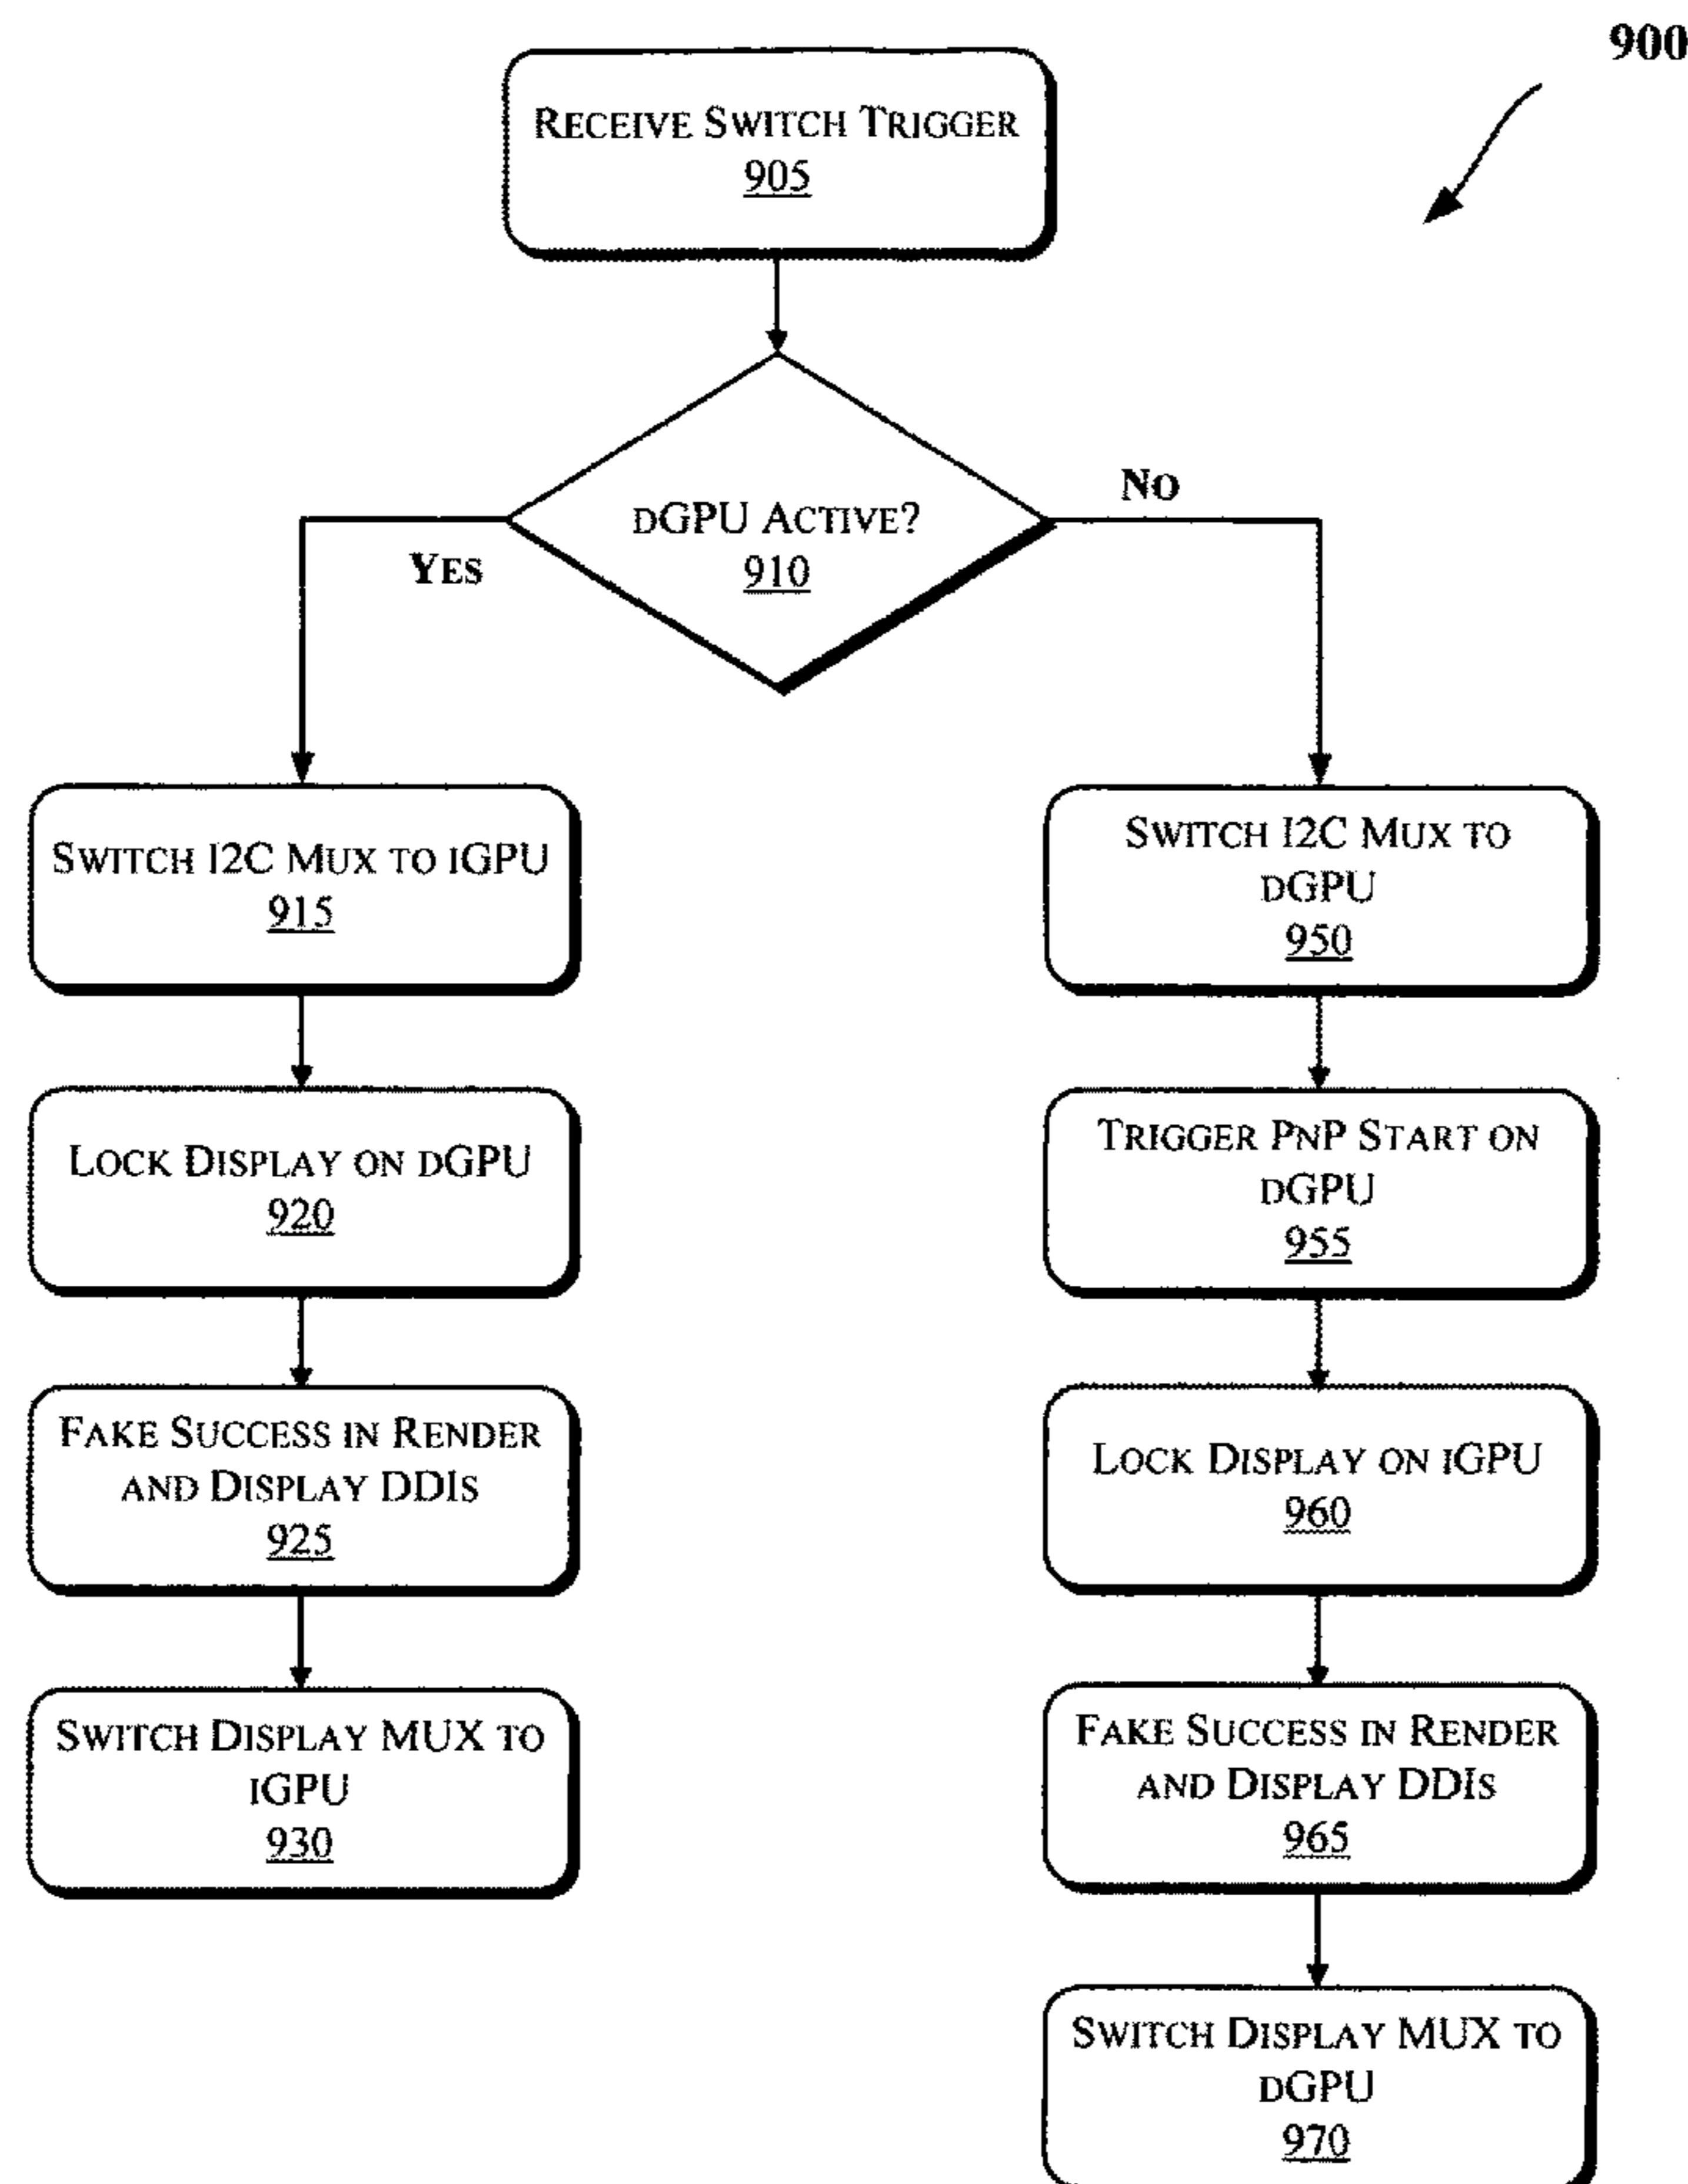 900
RECEIVE SWITCH TRIGGER
905
DGPU ACTIVE?
910
YES
NO
SWITCH I2C MUX TO IGPU
915
LOCK DISPLAY ON DGPU
920
FAKE SUCCESS IN RENDER
AND DISPLAY DDIS
925
SWITCH DISPLAY MUX TO
IGPU
930
SWITCH I2C MUX TO
DGPU
950
TRIGGER PNP START ON
DGPU
955
LOCK DISPLAY ON IGPU
960
FAKE SUCCESS IN RENDER
AND DISPLAY DDIS
965
SWITCH DISPLAY MUX TO
DGPU
970